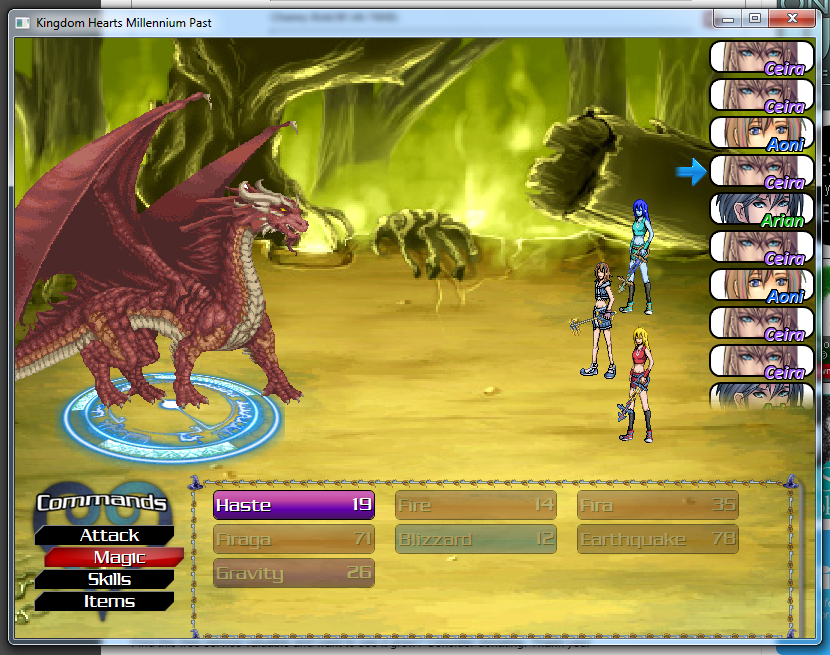 Kingdom Hearts Millennium Past
Ceira
Ceira
Aoni
Ceira
Arian
Ceira
Aoni
Ceira
Ceira
Commands
Attack
Magic
Skills
Items
Haste 19
Fire 14
Fira 35
Firaga 71
Blizzard 12
Earthquake 78
Gravity 26